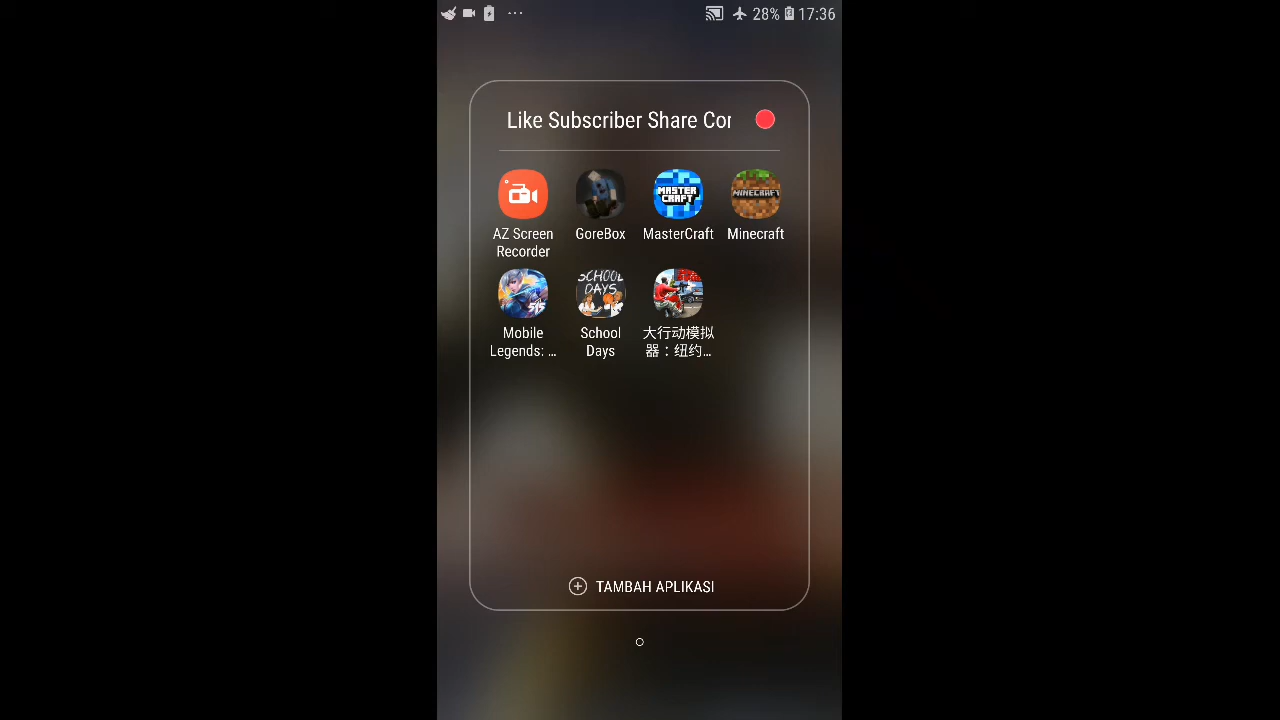 28% 17:36
Like Subscriber Share Cor
MASTER
CRAFT
MINECRAFT
AZ Screen
Recorder
GoreBox
MasterCraft
Minecraft
515
SCHOOL
DAYS
Mobile
Legends: ...
School
Days
大行动模拟
器：纽约...
TAMBAH APLIKASI